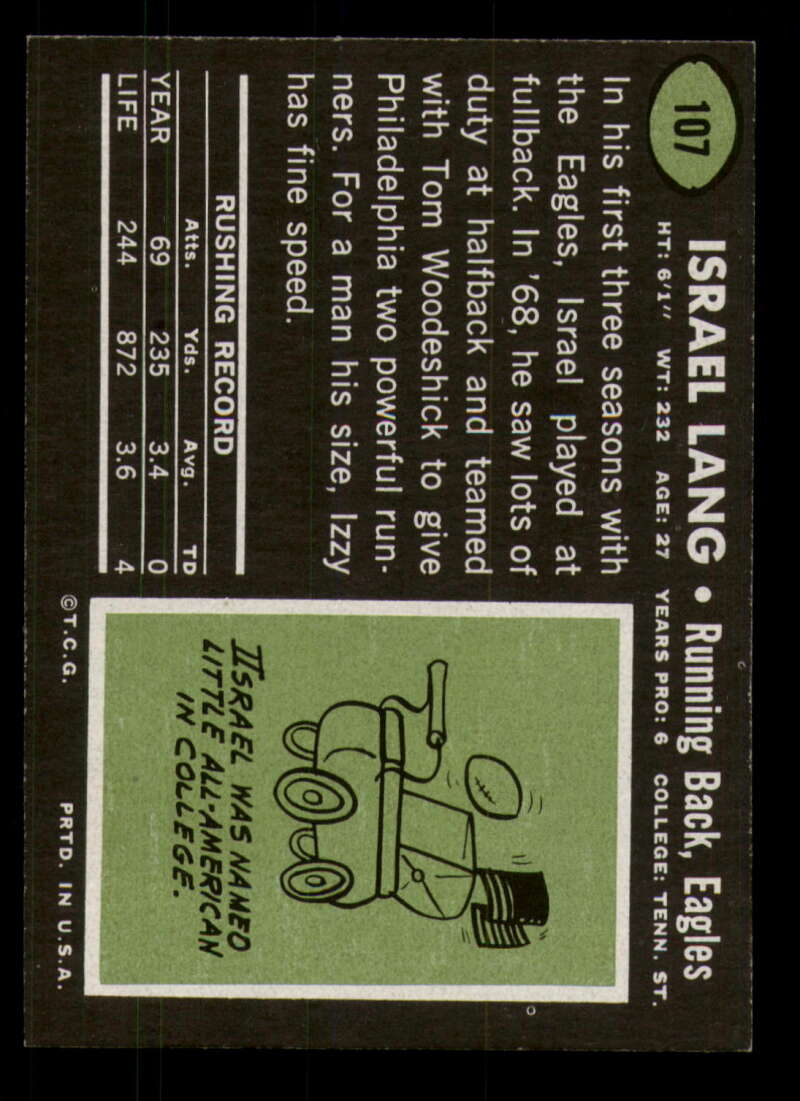 107
ISRAEL LANG • Running Back, Eagles
HT: 6'1" WT: 232 AGE: 27 YEARS PRO: 6 COLLEGE: TENN. ST.
In his first three seasons with
the Eagles, Israel played at
fullback. In '68, he saw lots of
duty at halfback and teamed
with Tom Woodeshick to give
Philadelphia two powerful run-
ners. For a man his size, Izzy
has fine speed.
RUSHING RECORD
Atts. Yds. Avg. TD
YEAR 69 235 3.4 0
LIFE 244 872 3.6 4
ISRAEL WAS NAMED
LITTLE ALL-AMERICAN
IN COLLEGE.
©T.C.G. PRTD. IN U.S.A.